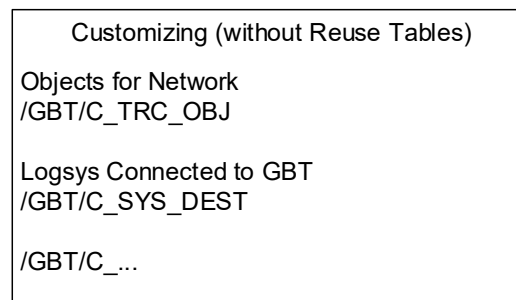 Customizing (without Reuse Tables)
Objects for Network
/GBT/C_TRC_OBJ
Logsys Connected to GBT
/GBT/C_SYS_DEST
/GBT/C_...